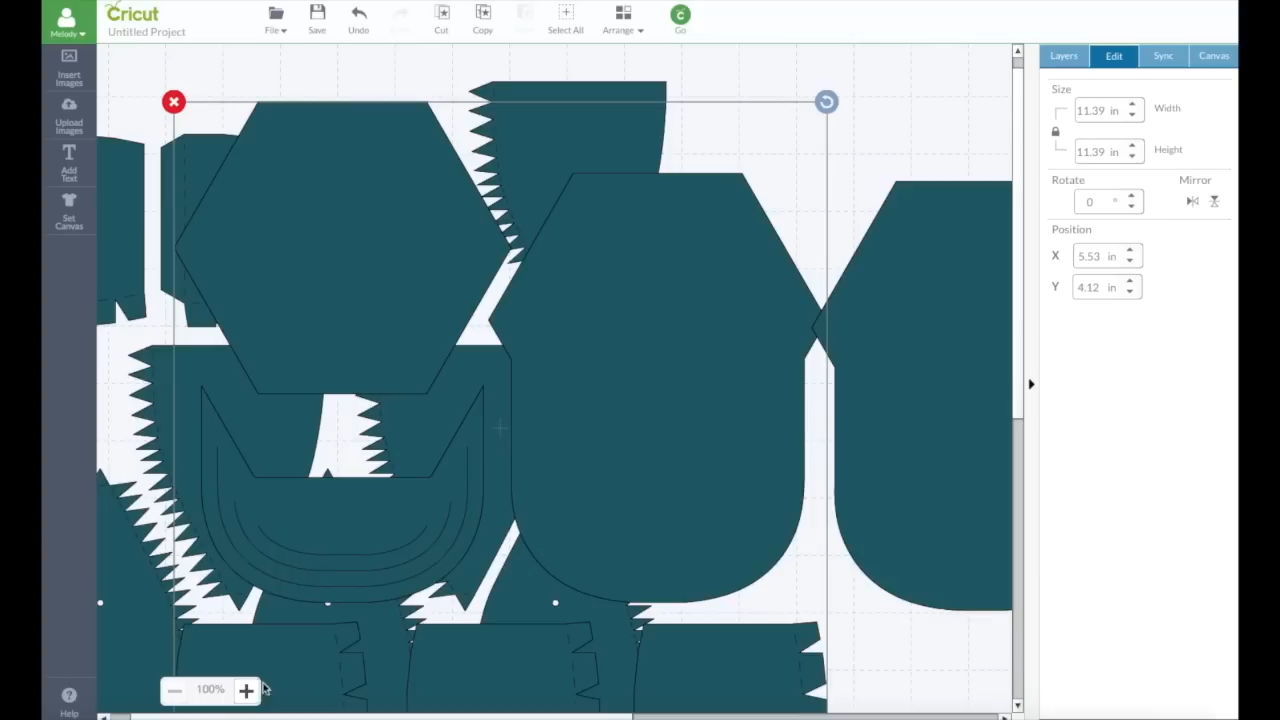 Cricut
Untitled Project
Melody
File
Save
Undo
Cut
Copy
Select All
Arrange
Go
C
Insert
Images
Upload
Images
Add
Text
Set
Canvas
Help
100%
Layers
Edit
Sync
Canvas
Size
11.39 in
Width
11.39 in
Height
Rotate
Mirror
0 °
Position
X
5.53 in
Y
4.12 in